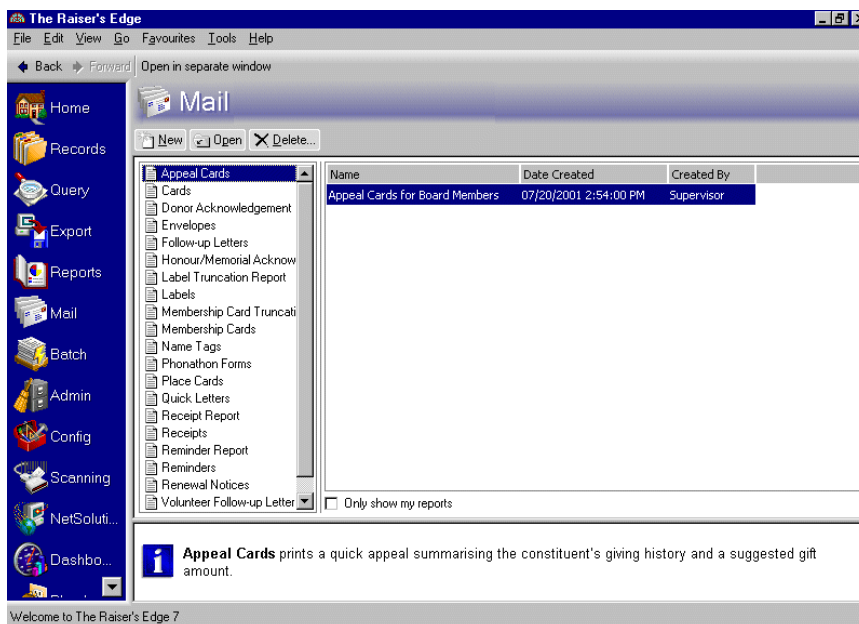 The Raiser's Edge
File Edit View Go Favourites Tools Help
Back Forward Open in separate window
Mail
New Open Delete...
Home
Records
Query
Export
Reports
Mail
Batch
Admin
Config
Scanning
NetSoluti...
Dashbo...
Appeal Cards
Cards
Donor Acknowledgement
Envelopes
Follow-up Letters
Honour/Memorial Acknow
Label Truncation Report
Labels
Membership Card Truncati
Membership Cards
Name Tags
Phonathon Forms
Place Cards
Quick Letters
Receipt Report
Receipts
Reminder Report
Reminders
Renewal Notices
Volunteer Follow-up Letter
Name Date Created Created By
Appeal Cards for Board Members 07/20/2001 2:54:00 PM Supervisor
Only show my reports
Appeal Cards prints a quick appeal summarising the constituent's giving history and a suggested gift
amount.
Welcome to The Raiser's Edge 7